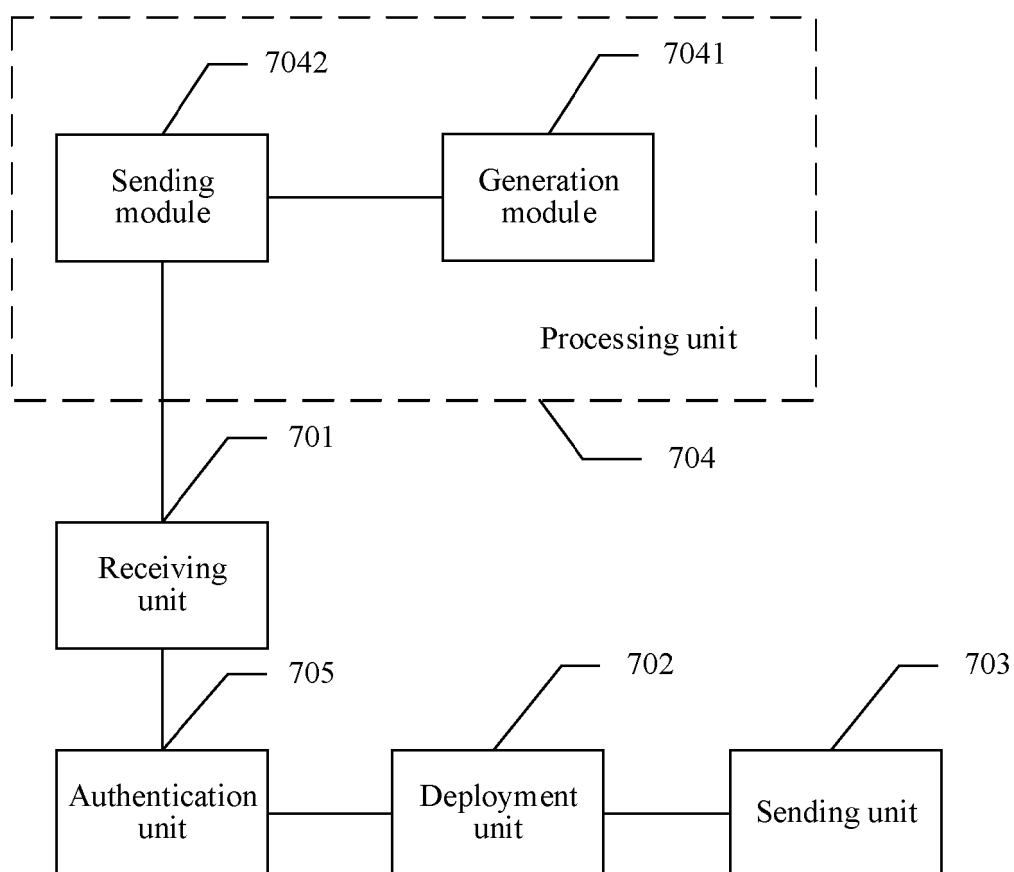 7042
7041
Sending
module
Generation
module
Processing unit
701
704
Receiving
unit
705
702
703
Authentication
unit
Deployment
unit
Sending unit